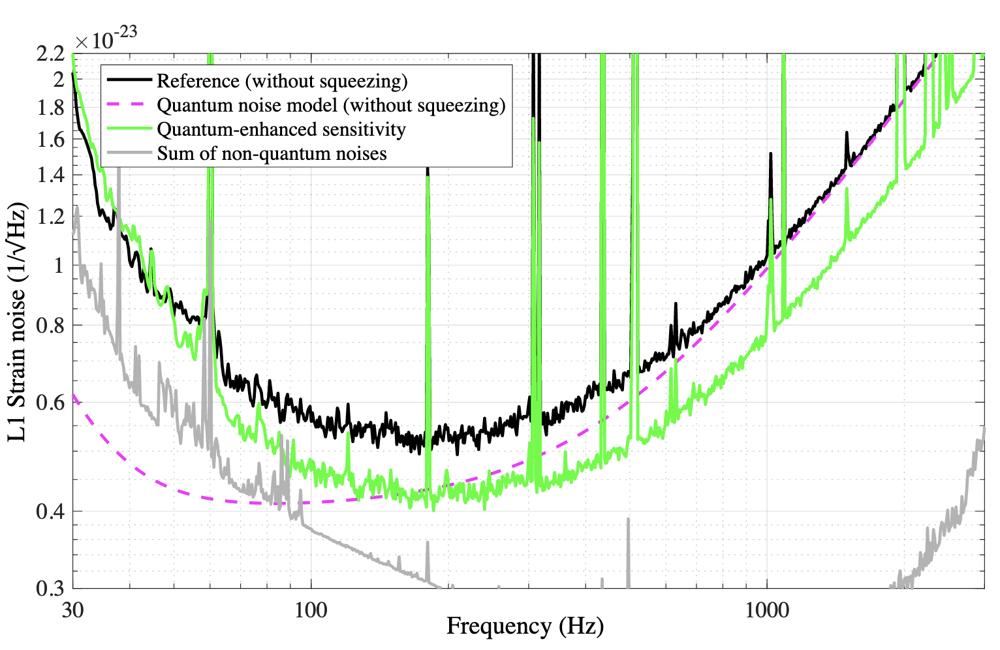 ×10-23
2.2
2
1.8
1.6
1.4
1.2
1
0.8
0.6
0.4
0.3
L1 Strain noise (1/√Hz)
Reference (without squeezing)
Quantum noise model (without squeezing)
Quantum-enhanced sensitivity
Sum of non-quantum noises
30
100
1000
Frequency (Hz)